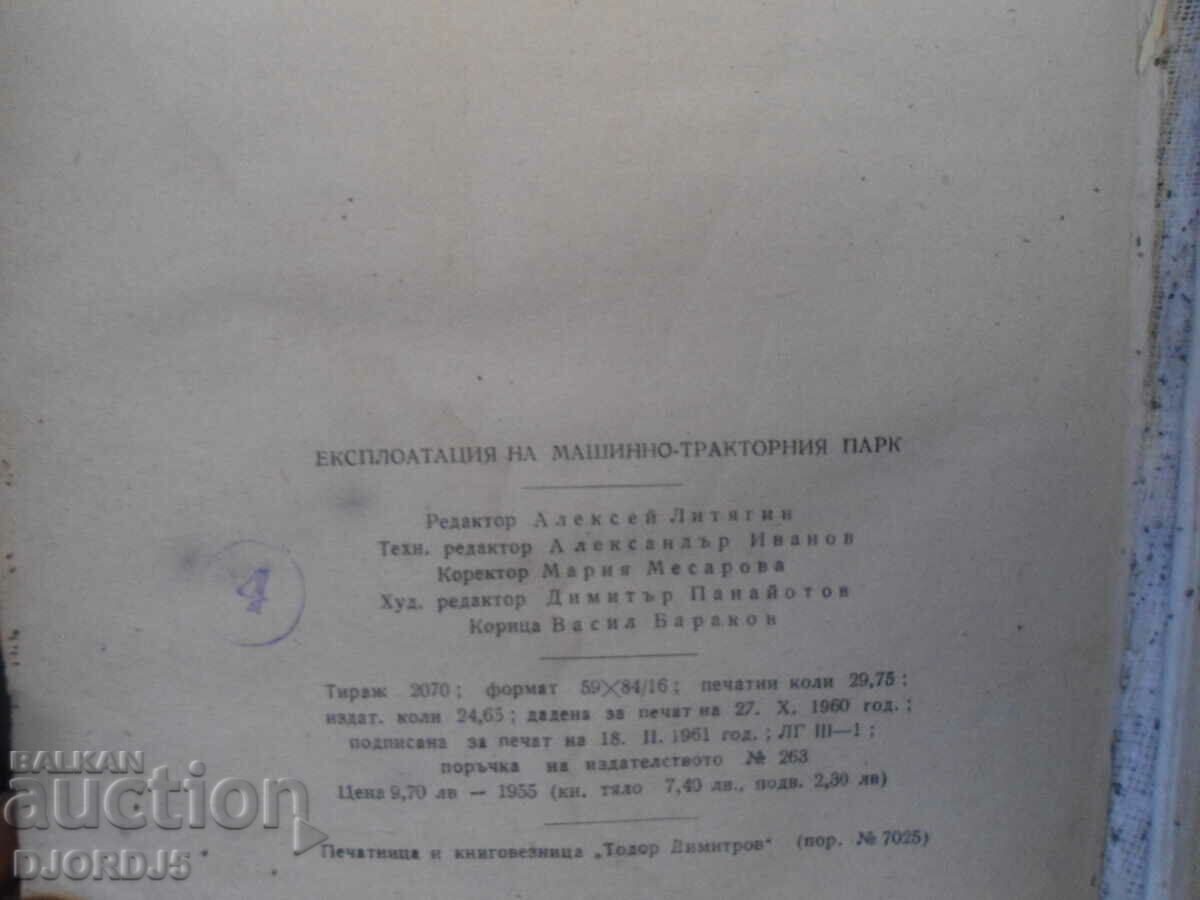 ЕКСПЛОАТАЦИЯ НА МАШИННО-ТРАКТОРНИЯ ПАРК
Редактор Алексей Литягин
Техн. редактор Александър Иванов
Коректор Мария Месарова
Худ. редактор Димитър Панайотов
Корица Васил Бараков
4
Тираж 2070; формат 59×84/16; печатни коли 29,75;
издат. коли 24,65; дадена за печат на 27. X. 1960 год.;
подписана за печат на 18. II. 1961 год.; ЛГ III—1;
поръчка на издателството № 263
Цена 9,70 лв — 1955 (кн. тяло 7,40 лв., подв. 2,30 лв)
Печатница и книговезница „Тодор Димитров“ (пор. № 7025)
BALKAN
auction
DJORDJ5